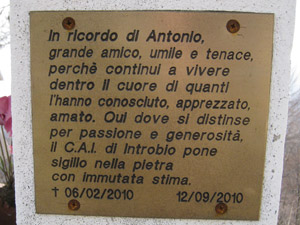 In ricordo di Antonio,
grande amico, umile e tenace,
perchè continui a vivere
dentro il cuore di quanti
l'hanno conosciuto, apprezzato,
amato. Qui dove si distinse
per passione e generosità,
il C.A.I. di Introbio pone
sigillo nella pietra
con immutata stima.
† 06/02/2010 12/09/2010